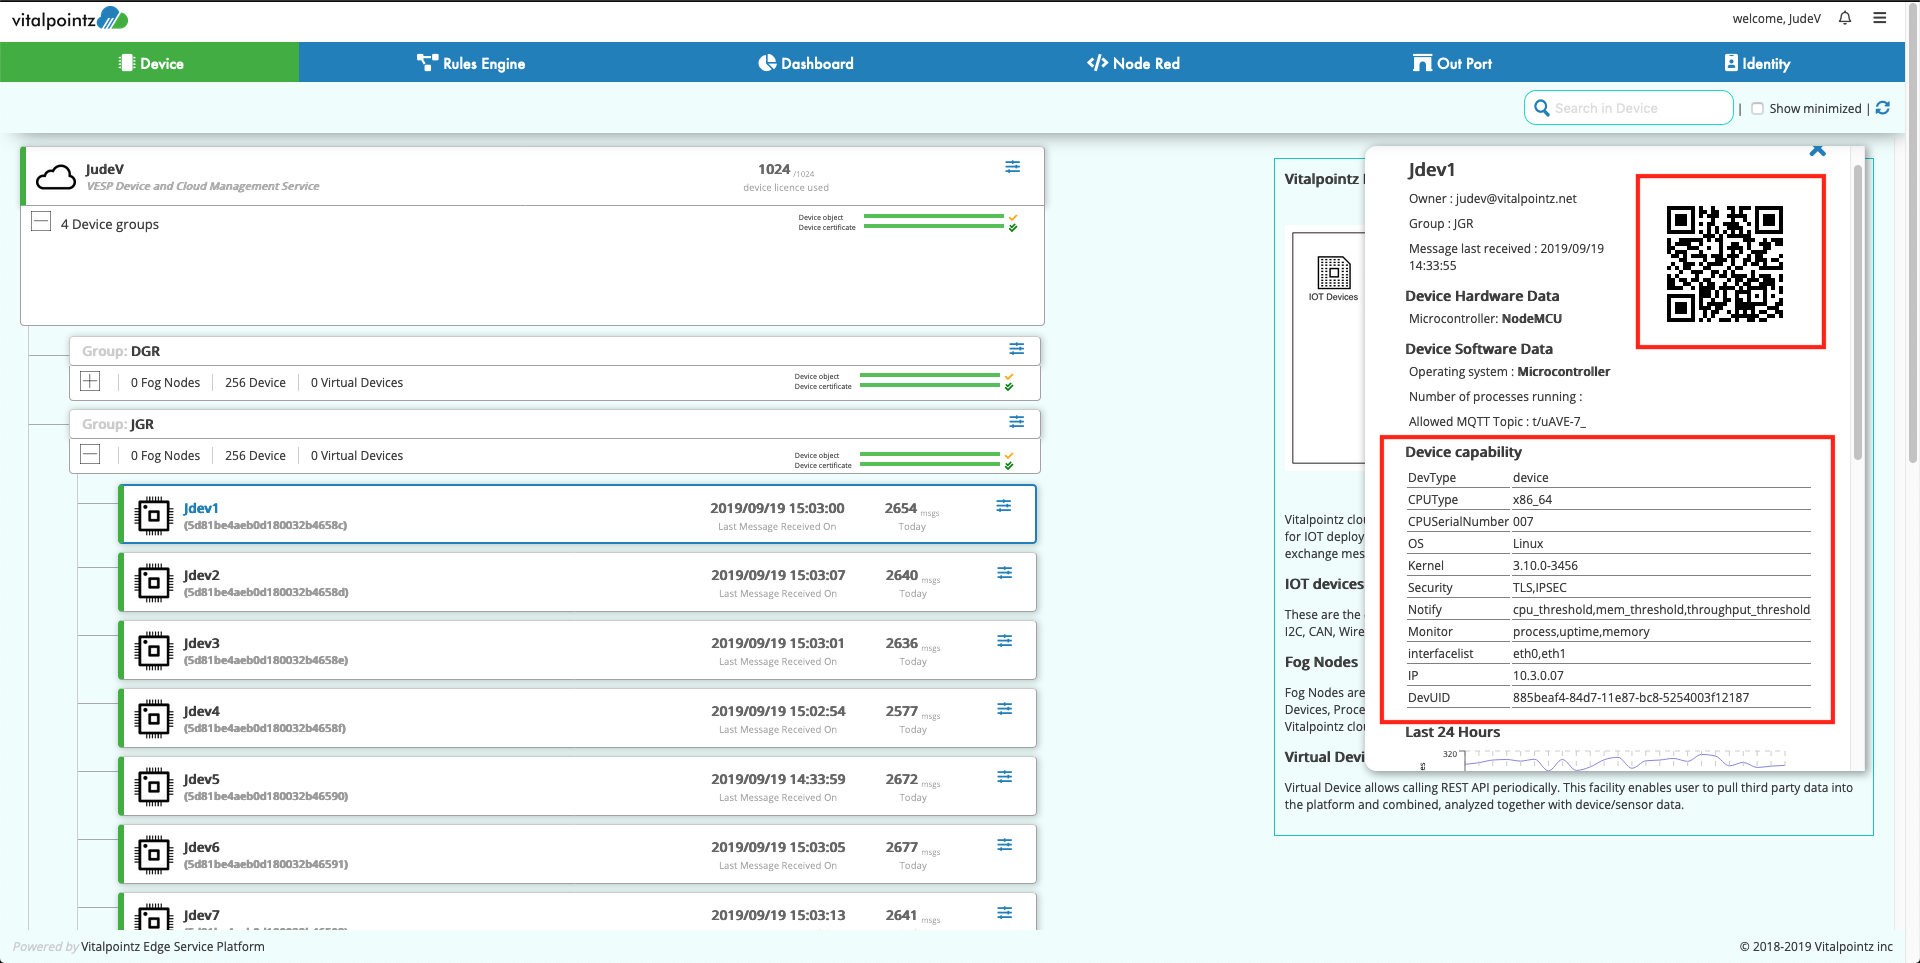 vitalpointz
welcome, JudeV
Device
Rules Engine
Dashboard
Node Red
Out Port
Identity
Search in Device
| Show minimized |
JudeV
VESP Device and Cloud Management Service
1024 /1024
device licence used
4 Device groups
Device object
Device certificate
Group: DGR
0 Fog Nodes
256 Device
0 Virtual Devices
Device object
Device certificate
Group: JGR
0 Fog Nodes
256 Device
0 Virtual Devices
Device object
Device certificate
Jdev1
(5d81be4aeb0d180032b4658c)
2019/09/19 15:03:00
Last Message Received On
2654 msgs
Today
Jdev2
(5d81be4aeb0d180032b4658d)
2019/09/19 15:03:07
Last Message Received On
2640 msgs
Today
Jdev3
(5d81be4aeb0d180032b4658e)
2019/09/19 15:03:01
Last Message Received On
2636 msgs
Today
Jdev4
(5d81be4aeb0d180032b4658f)
2019/09/19 15:02:54
Last Message Received On
2577 msgs
Today
Jdev5
(5d81be4aeb0d180032b46590)
2019/09/19 14:33:59
Last Message Received On
2672 msgs
Today
Jdev6
(5d81be4aeb0d180032b46591)
2019/09/19 15:03:05
Last Message Received On
2677 msgs
Today
Jdev7
2019/09/19 15:03:13
2641 msgs
Vitalpointz
IOT Devices
Vitalpointz clou
for IOT deploy
exchange mes
IOT devices
These are the
I2C, CAN, Wire
Fog Nodes
Fog Nodes are
Devices, Proce
Vitalpointz clou
Virtual Devi
Virtual Device allows calling REST API periodically. This facility enables user to pull third party data into
the platform and combined, analyzed together with device/sensor data.
Jdev1
Owner : judev@vitalpointz.net
Group : JGR
Message last received : 2019/09/19
14:33:55
Device Hardware Data
Microcontroller: NodeMCU
Device Software Data
Operating system : Microcontroller
Number of processes running :
Allowed MQTT Topic : t/uAVE-7_
Device capability
DevType device
CPUType x86_64
CPUSerialNumber 007
OS Linux
Kernel 3.10.0-3456
Security TLS,IPSEC
Notify cpu_threshold,mem_threshold,throughput_threshold
Monitor process,uptime,memory
interfacelist eth0,eth1
IP 10.3.0.07
DevUID 885beaf4-84d7-11e87-bc8-5254003f12187
Last 24 Hours
320
Powered by Vitalpointz Edge Service Platform
© 2018-2019 Vitalpointz inc